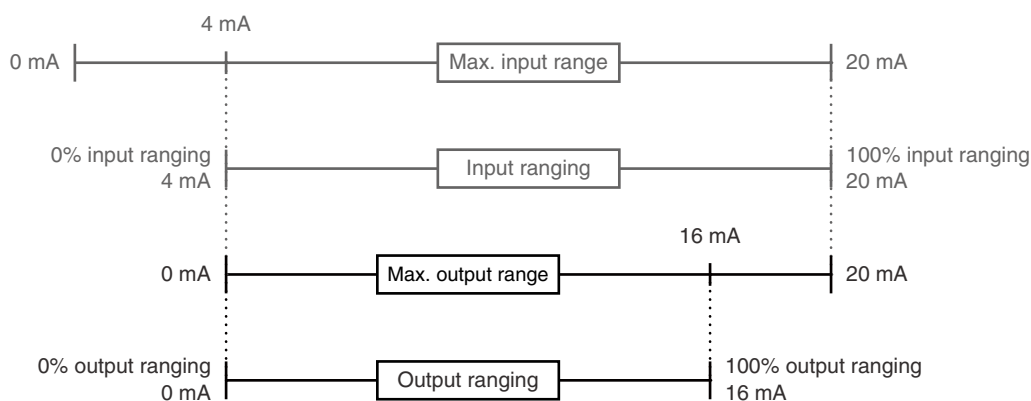 4 mA
0 mA
Max. input range
20 mA
0% input ranging
4 mA
Input ranging
100% input ranging
20 mA
16 mA
0 mA
Max. output range
20 mA
0% output ranging
0 mA
Output ranging
100% output ranging
16 mA